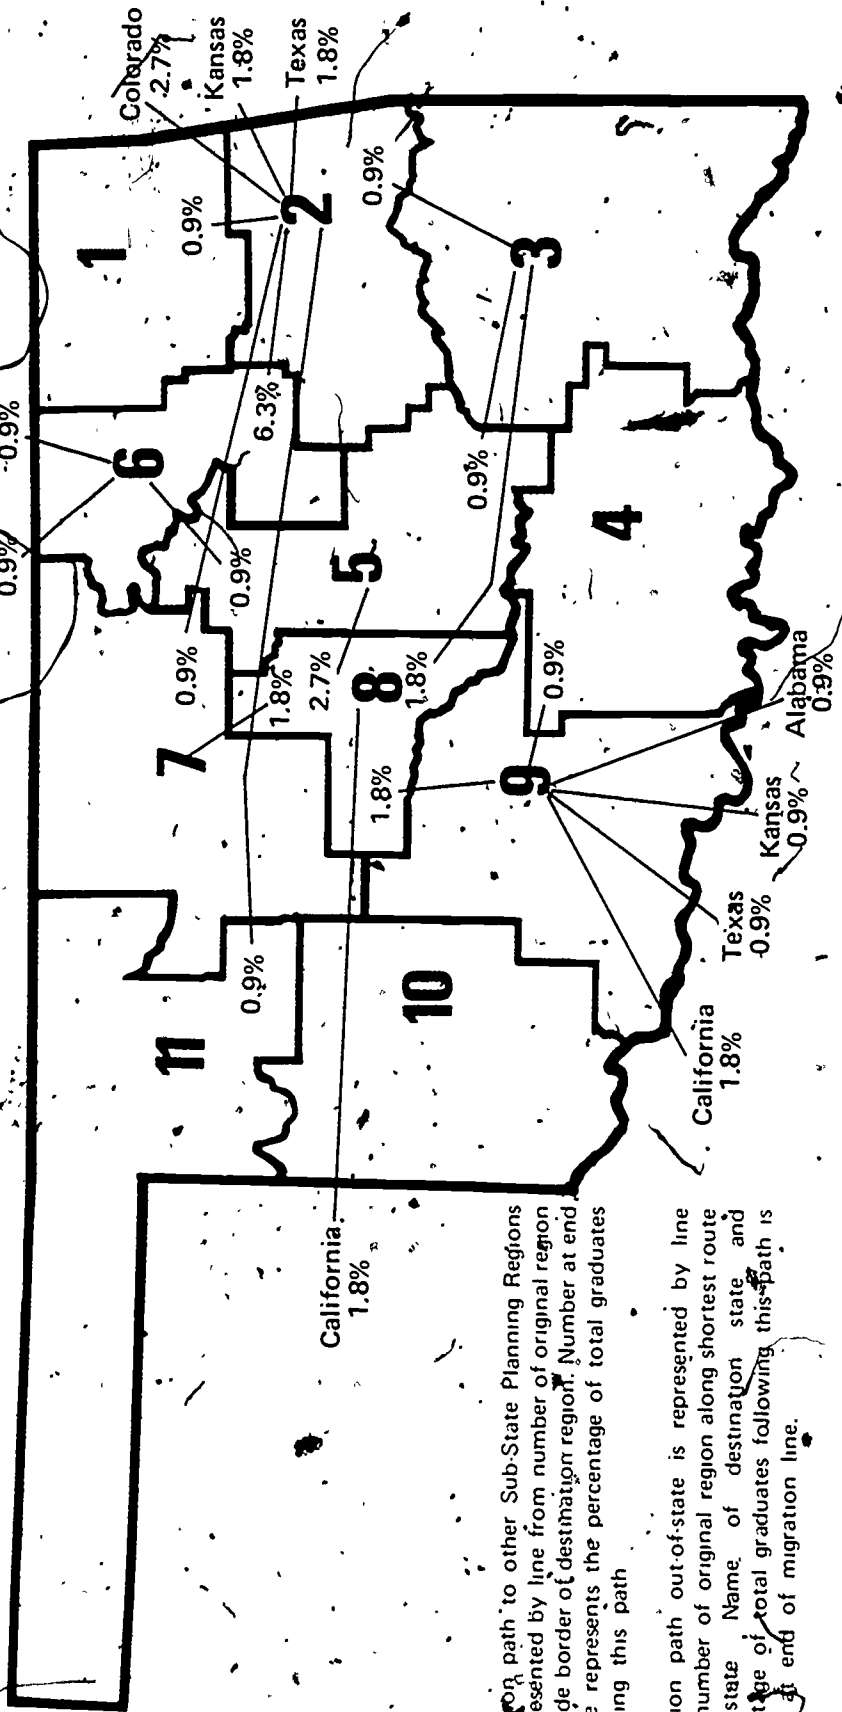 0.9%
0.9%
Colorado
2.7%
Kansas
1.8%
Texas
1.8%
1
0.9%
2
0.9%
3
6
6.3%
0.9%
0.9%
5
4
0.9%
1.8%
2.7%
8
1.8%
0.9%
7
1.8%
9
Alabama
0.9%
Kansas
0.9%
Texas
0.9%
California
1.8%
0.9%
11
10
California
1.8%
path to other Sub-State Planning Regions
by line from number of original region
border of destination region. Number at end
represents the percentage of total graduates
this path
path out-of-state is represented by line
number of original region along shortest route
state Name of destination state and
of total graduates following this path is
at end of migration line.